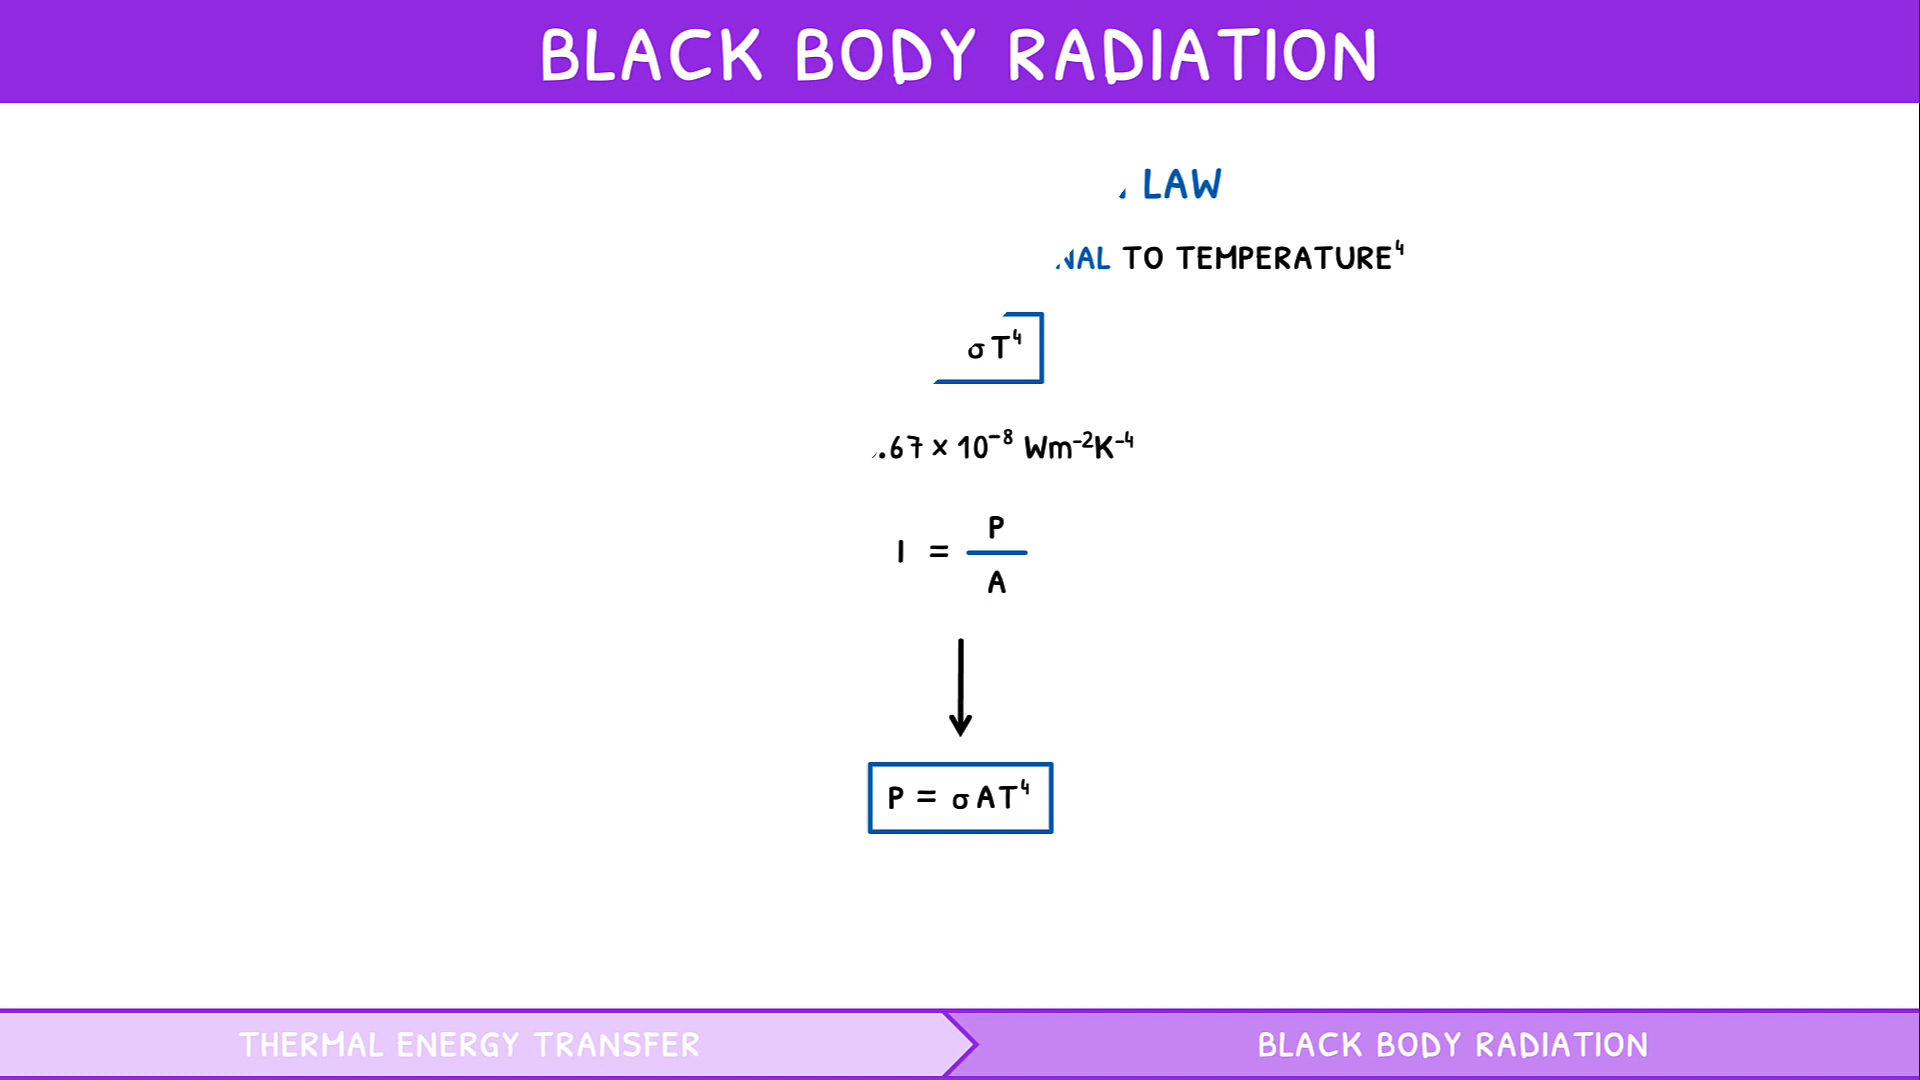 BLACK BODY RADIATION
LAW
NAL TO TEMPERATURE⁴
σT⁴
.67 × 10⁻⁸ Wm⁻²K⁻⁴
I = P
A
P = σAT⁴
THERMAL ENERGY TRANSFER
BLACK BODY RADIATION